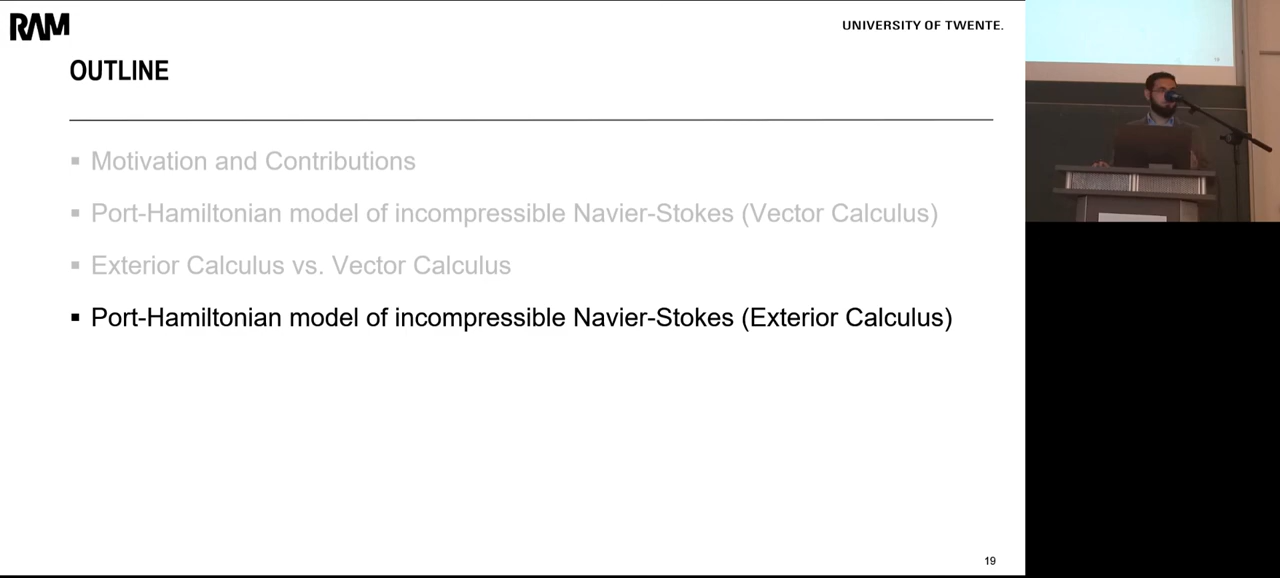 RAM
UNIVERSITY OF TWENTE.
OUTLINE
▪ Motivation and Contributions
▪ Port-Hamiltonian model of incompressible Navier-Stokes (Vector Calculus)
▪ Exterior Calculus vs. Vector Calculus
▪ Port-Hamiltonian model of incompressible Navier-Stokes (Exterior Calculus)
19